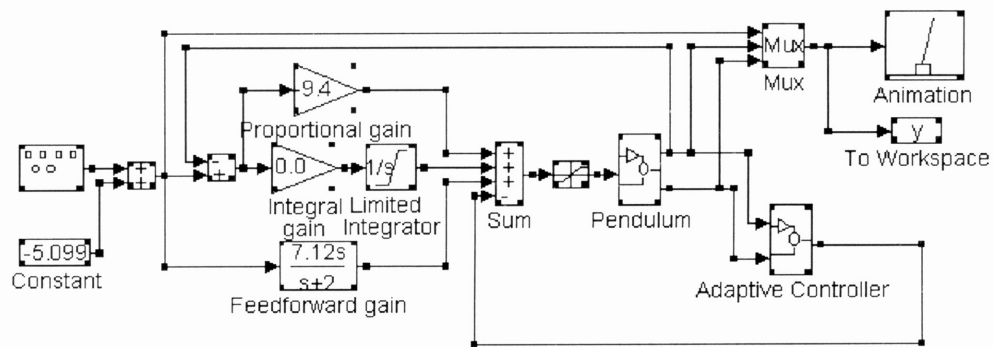 Mux
Mux
Animation
-9.4
Proportional gain
y
To Workspace
+
+
-
+
0.0
1/s
Integral
gain
Limited
Integrator
+
+
+
-
Sum
Pendulum
-5.099
Constant
7.12s
s+2
Feedforward gain
Adaptive Controller